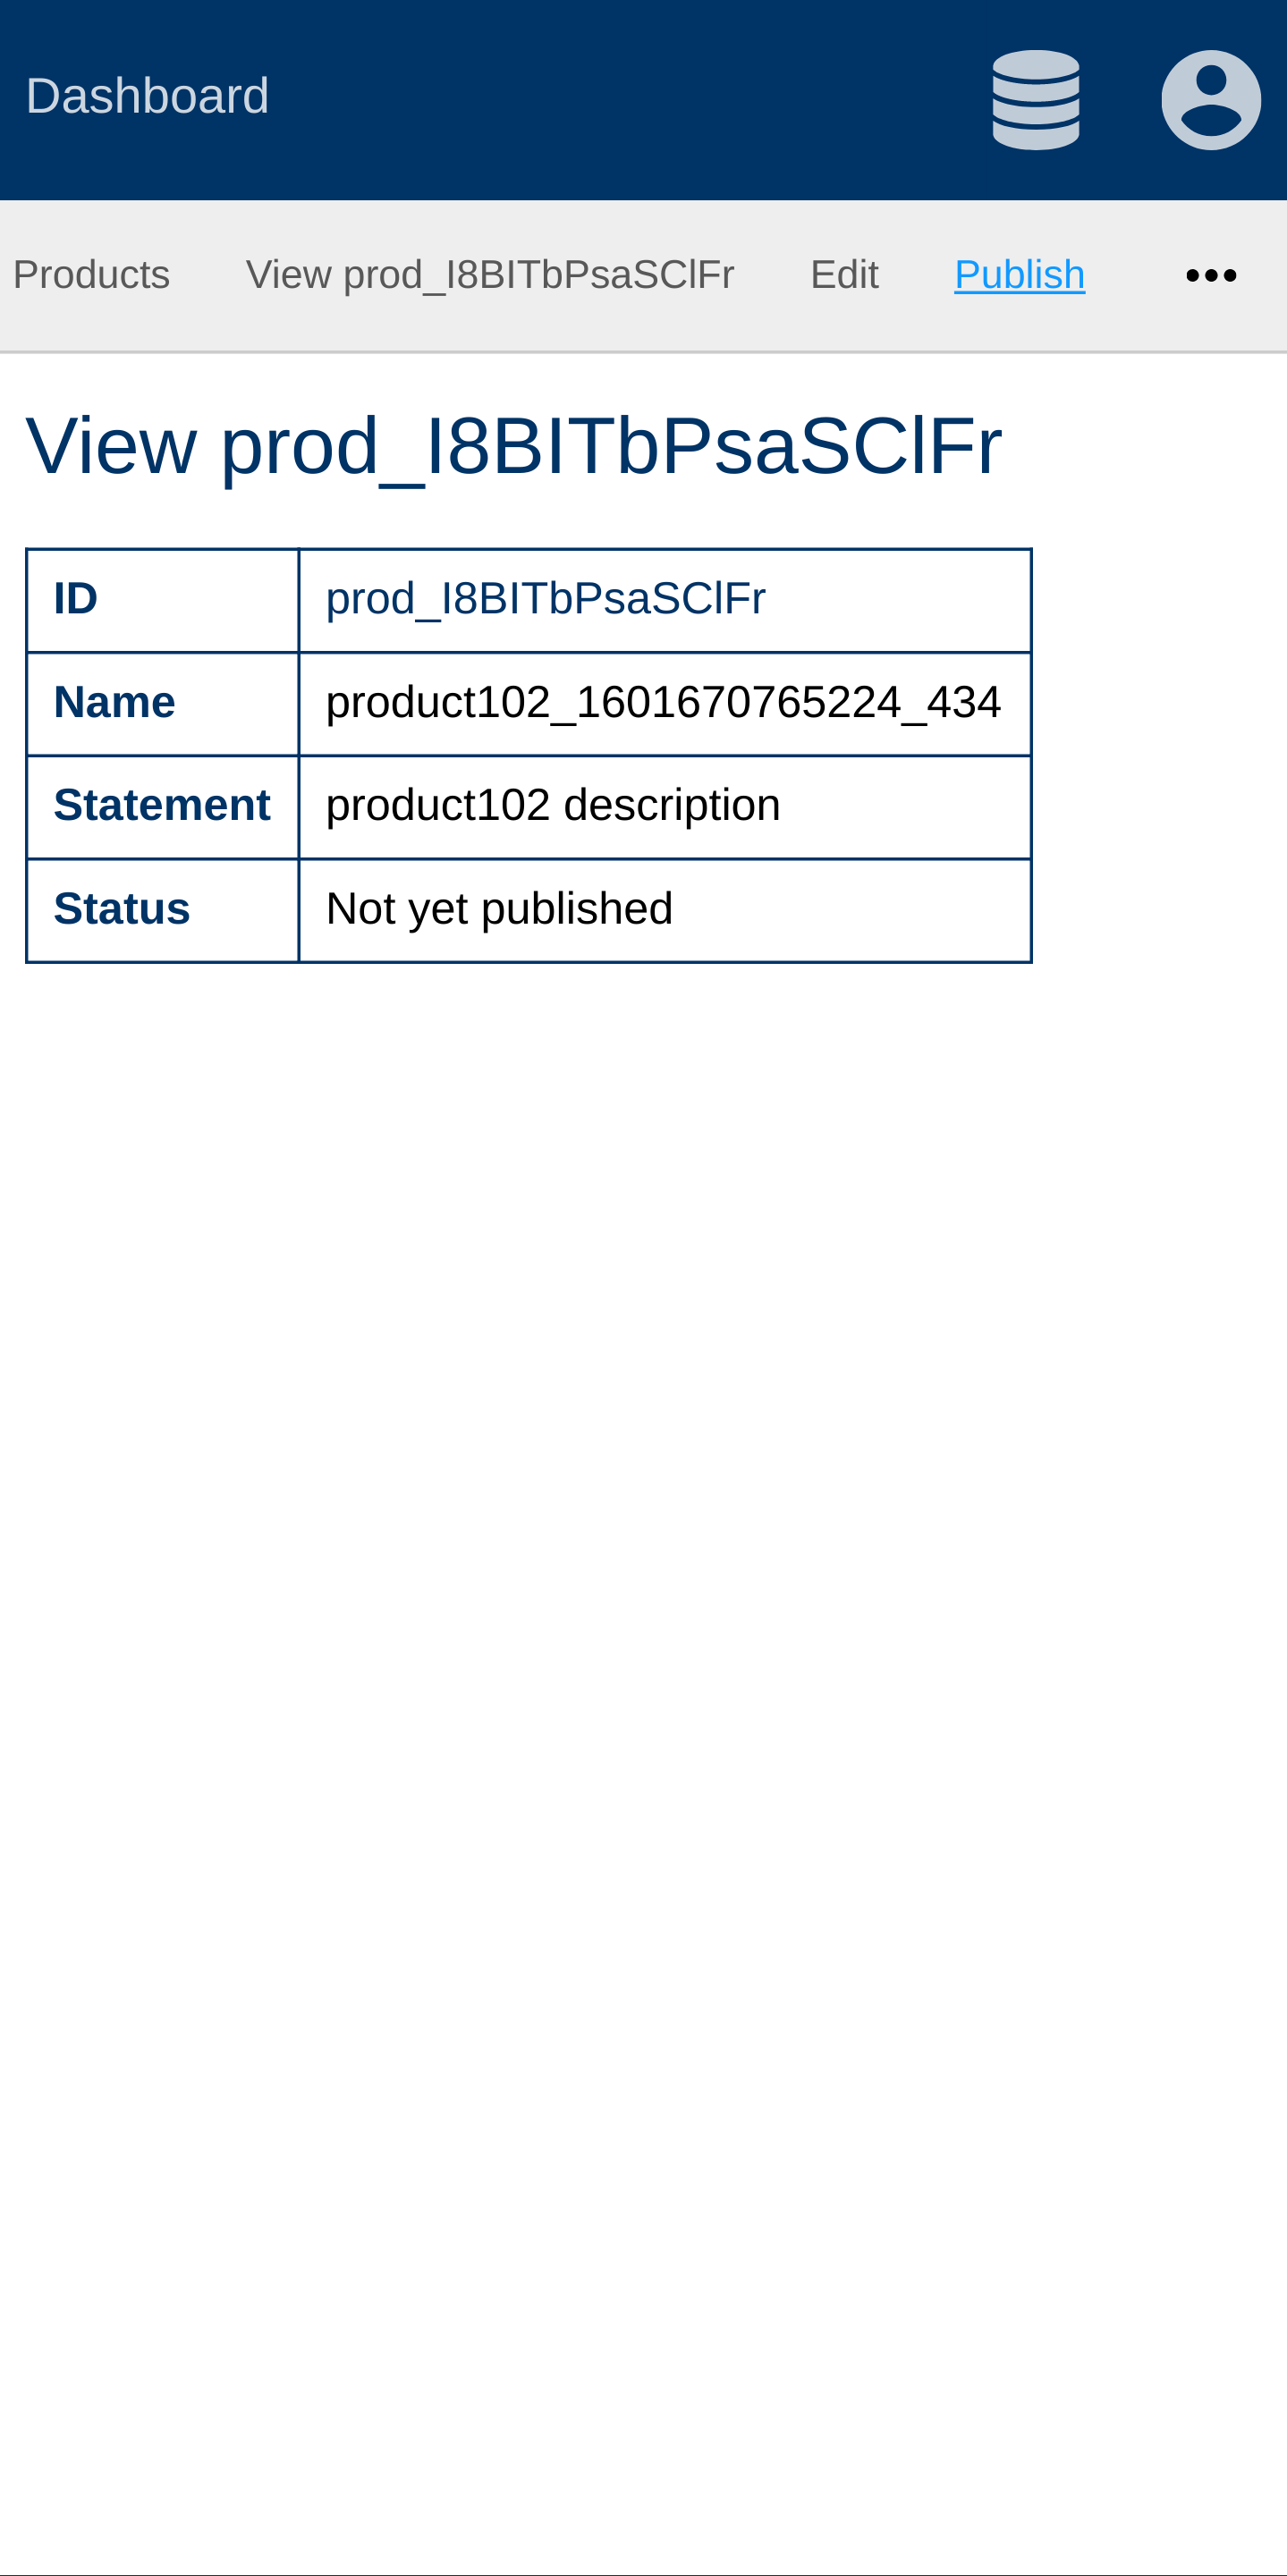 Dashboard
Products View prod_I8BITbPsaSClFr Edit Publish
View prod_I8BITbPsaSClFr
ID prod_I8BITbPsaSClFr
Name product102_1601670765224_434
Statement product102 description
Status Not yet published